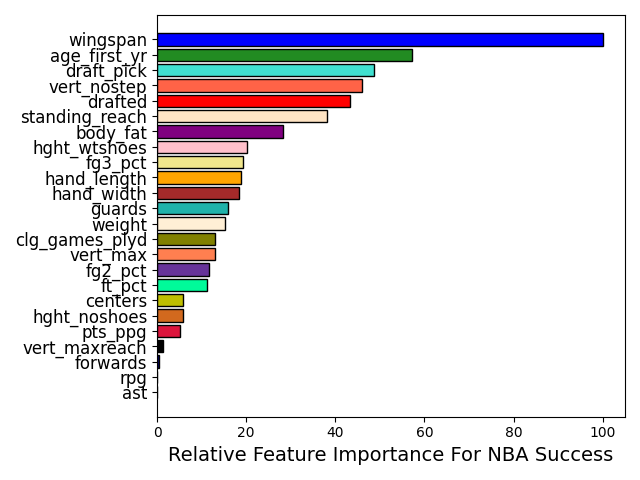 wingspan
age_first_yr
draft_pick
vert_nostep
drafted
standing_reach
body_fat
hght_wtshoes
fg3_pct
hand_length
hand_width
guards
weight
clg_games_plyd
vert_max
fg2_pct
ft_pct
centers
hght_noshoes
pts_ppg
vert_maxreach
forwards
rpg
ast
0 20 40 60 80 100
Relative Feature Importance For NBA Success